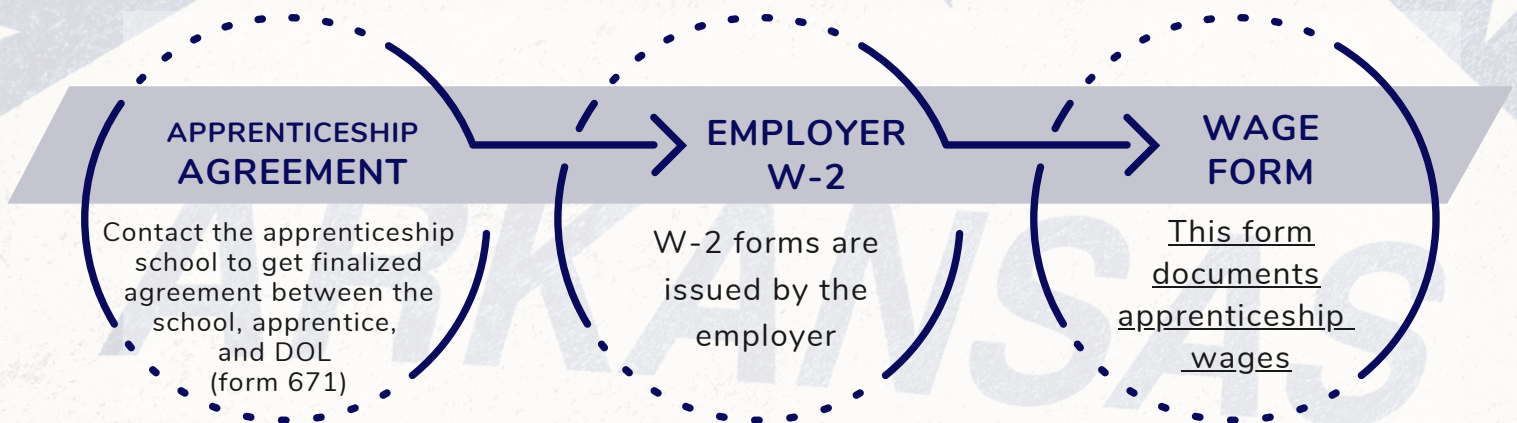 APPRENTICESHIP
AGREEMENT
Contact the apprenticeship
school to get finalized
agreement between the
school, apprentice,
and DOL
(form 671)
EMPLOYER
W-2
W-2 forms are
issued by the
employer
WAGE
FORM
This form
documents
apprenticeship
wages
ARKANSAS